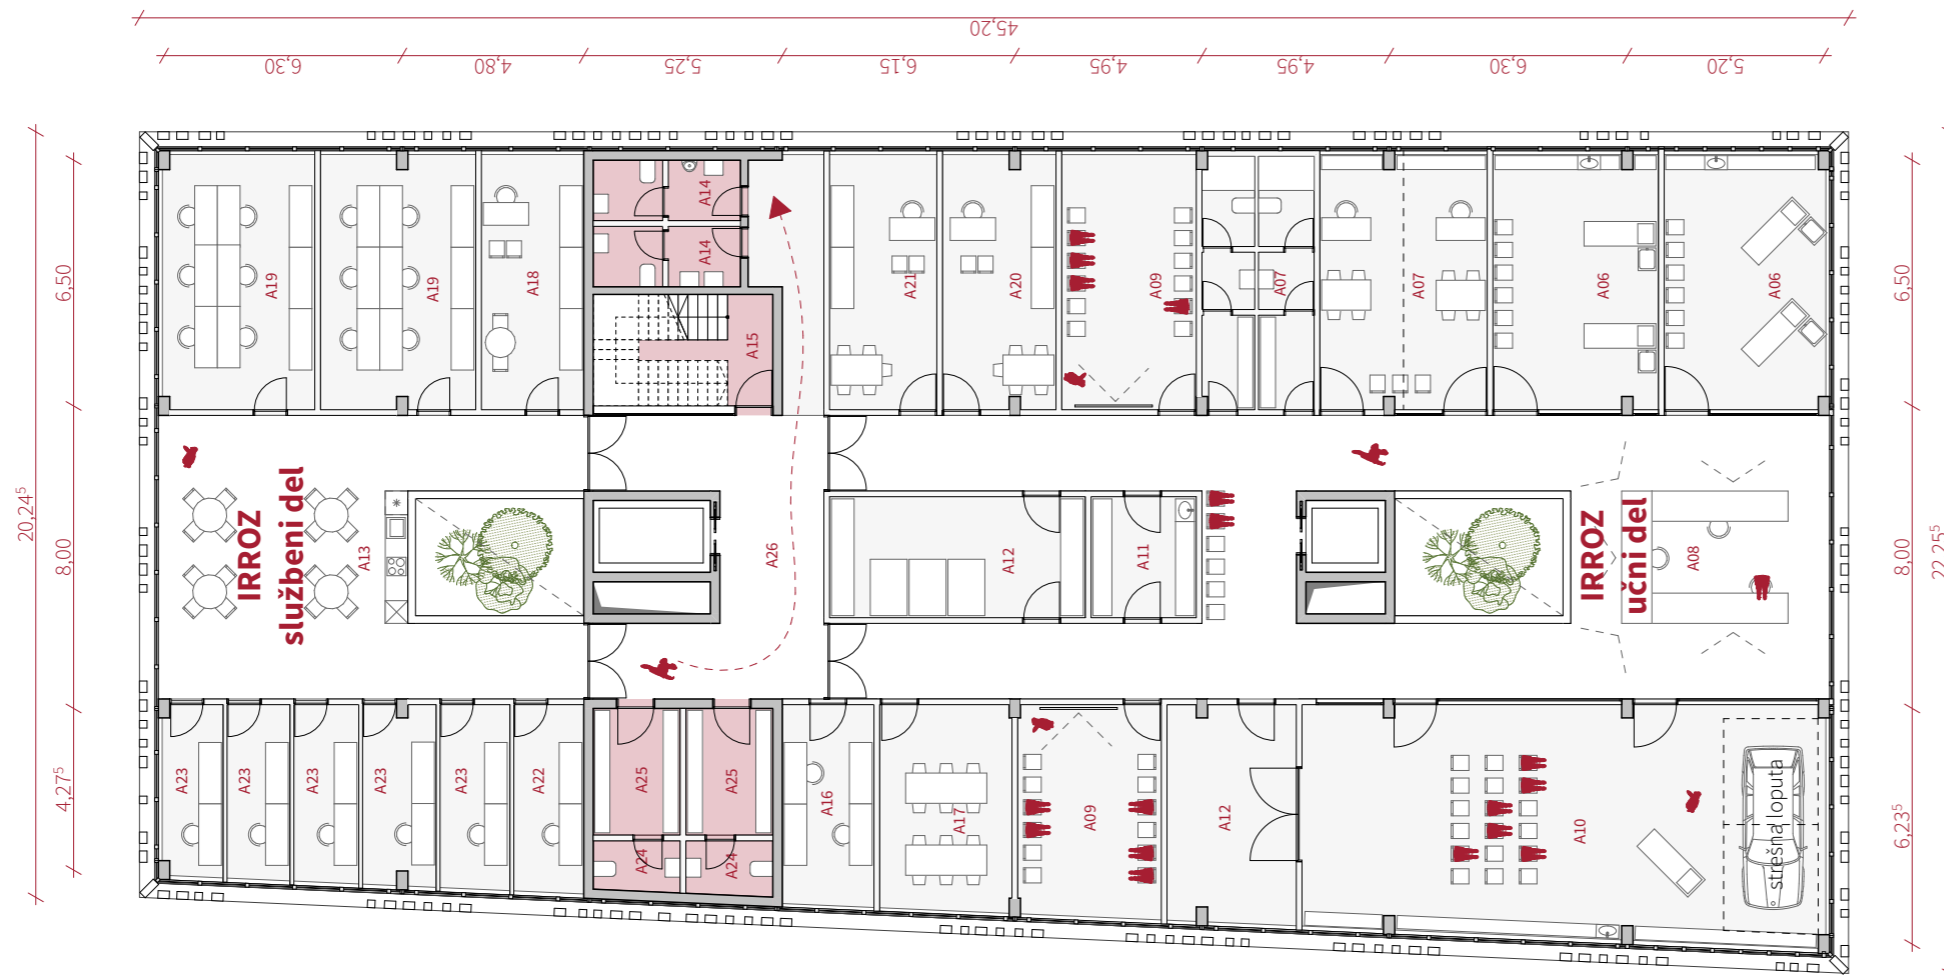 45,20
6,30
4,80
5,25
6,15
4,95
4,95
6,30
5,20
20,24⁵
6,50
8,00
4,27⁵
6,50
8,00
6,23⁵
22,25⁵
A19
A19
A18
A14
A14
A15
A21
A20
A09
A07
A07
A06
A06
IRROZ
službeni del
A13
A26
A12
A11
IRROZ
učni del
A08
A23
A23
A23
A23
A23
A22
A25
A25
A24
A24
A16
A17
A09
A12
A10
strešna loputa